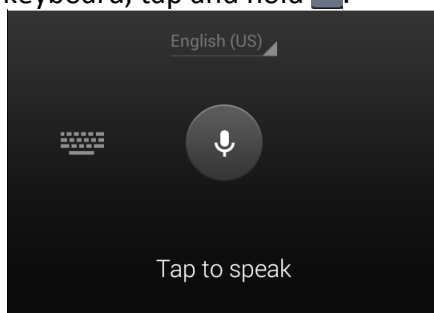 keyboard, tap and hold .
English (US)
Tap to speak